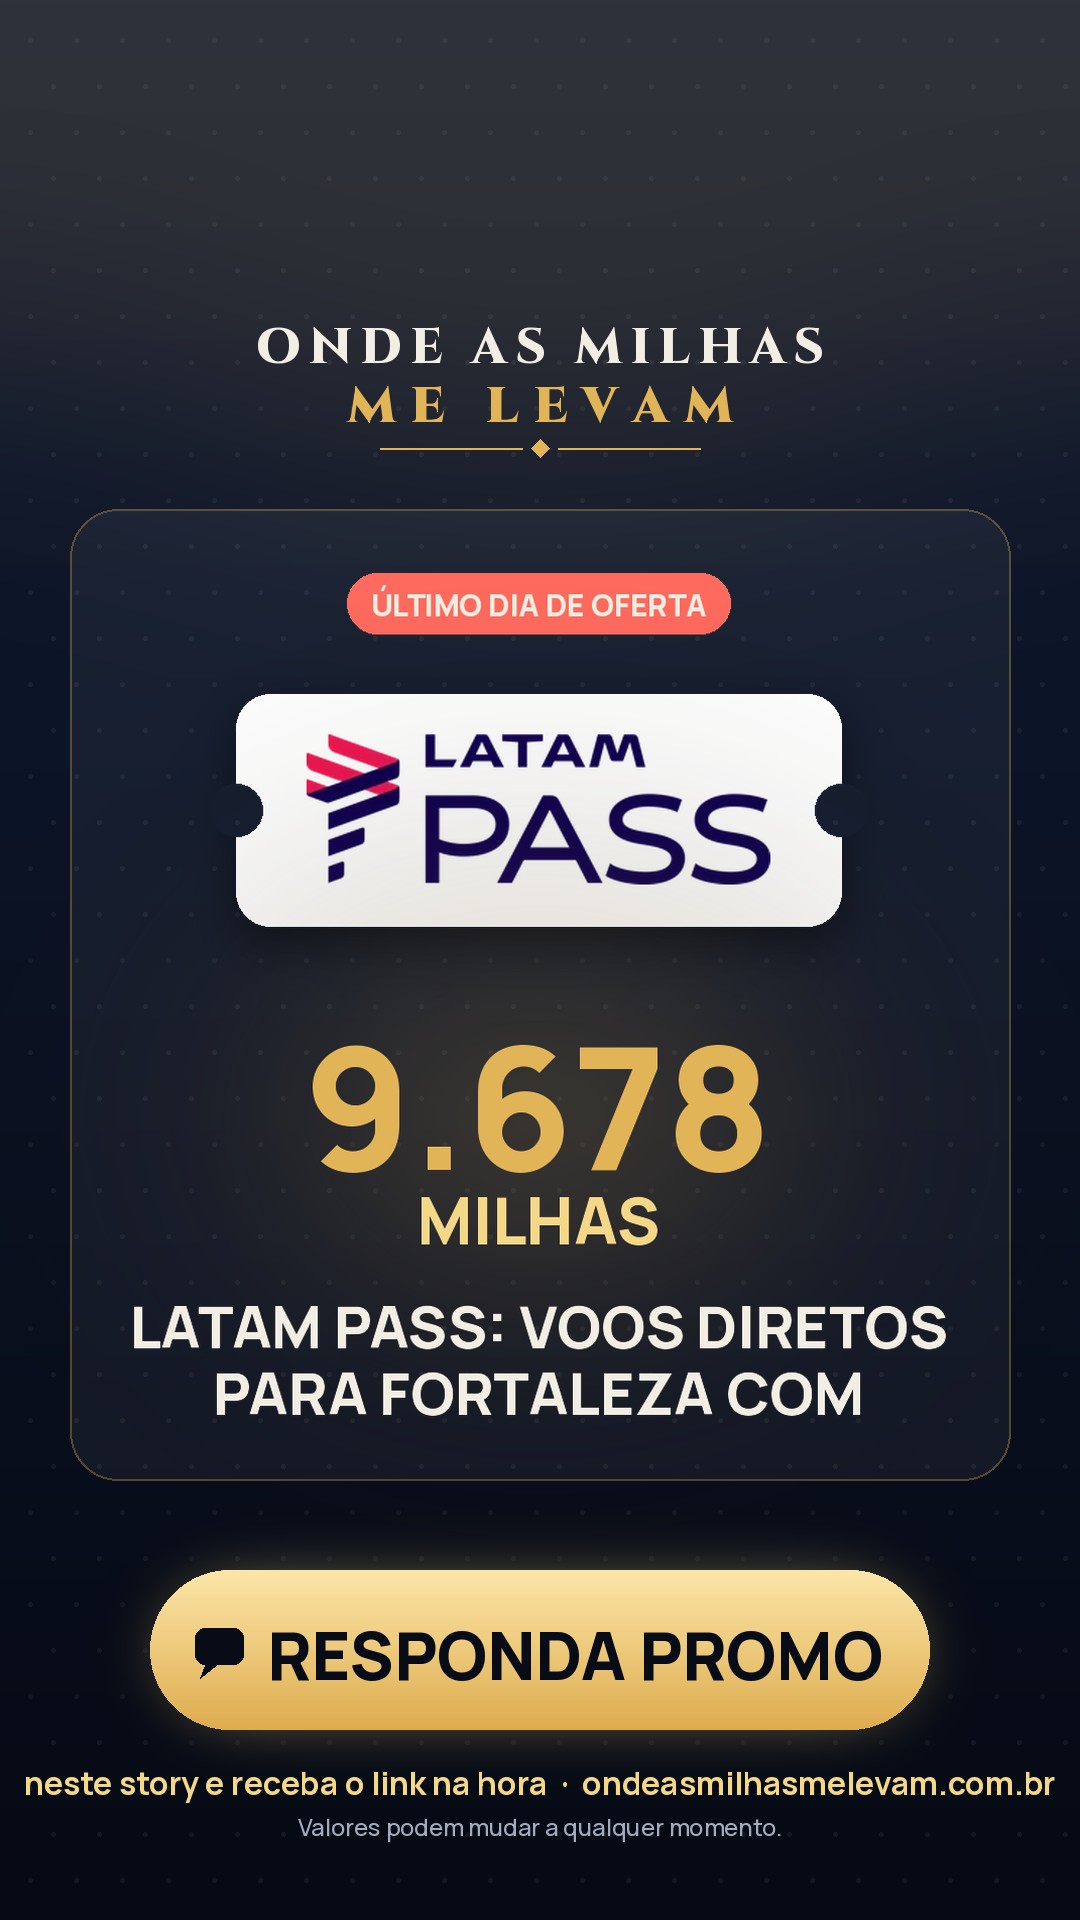 ONDE AS MILHAS
ME LEVAM
ÚLTIMO DIA DE OFERTA
LATAM
PASS
9.678
MILHAS
LATAM PASS: VOOS DIRETOS
PARA FORTALEZA COM
RESPONDA PROMO
neste story e receba o link na hora · ondeasmilhasmelevam.com.br
Valores podem mudar a qualquer momento.